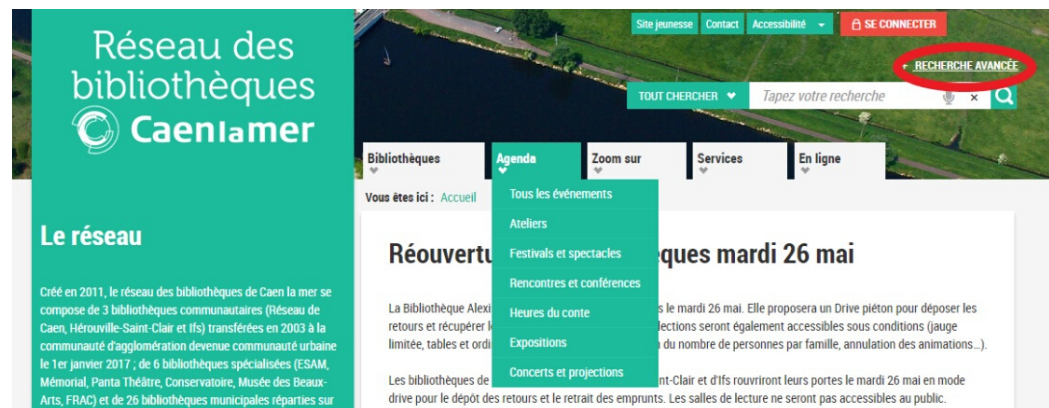 Réseau des
bibliothèques
Caenlamer
Site jeunesse Contact Accessibilité SE CONNECTER
+ RECHERCHE AVANCÉE
TOUT CHERCHER Tapez votre recherche ×
Bibliothèques Agenda Zoom sur Services En ligne
Vous êtes ici : Accueil
Tous les événements
Ateliers
Festivals et spectacles
Rencontres et conférences
Heures du conte
Expositions
Concerts et projections
Le réseau
Créé en 2011, le réseau des bibliothèques de Caen la mer se
compose de 3 bibliothèques communautaires (Réseau de
Caen, Hérouville-Saint-Clair et Ifs) transférées en 2003 à la
communauté d'agglomération devenue communauté urbaine
le 1er janvier 2017 ; de 6 bibliothèques spécialisées (ESAM,
Mémorial, Panta Théâtre, Conservatoire, Musée des Beaux-
Arts, FRAC) et de 26 bibliothèques municipales réparties sur
Réouvertu ques mardi 26 mai
La Bibliothèque Alexi s le mardi 26 mai. Elle proposera un Drive piéton pour déposer les
retours et récupérer l lections seront également accessibles sous conditions (jauge
limitée, tables et ordi du nombre de personnes par famille, annulation des animations…).
Les bibliothèques de nt-Clair et d'Ifs rouvriront leurs portes le mardi 26 mai en mode
drive pour le dépôt des retours et le retrait des emprunts. Les salles de lecture ne seront pas accessibles au public.